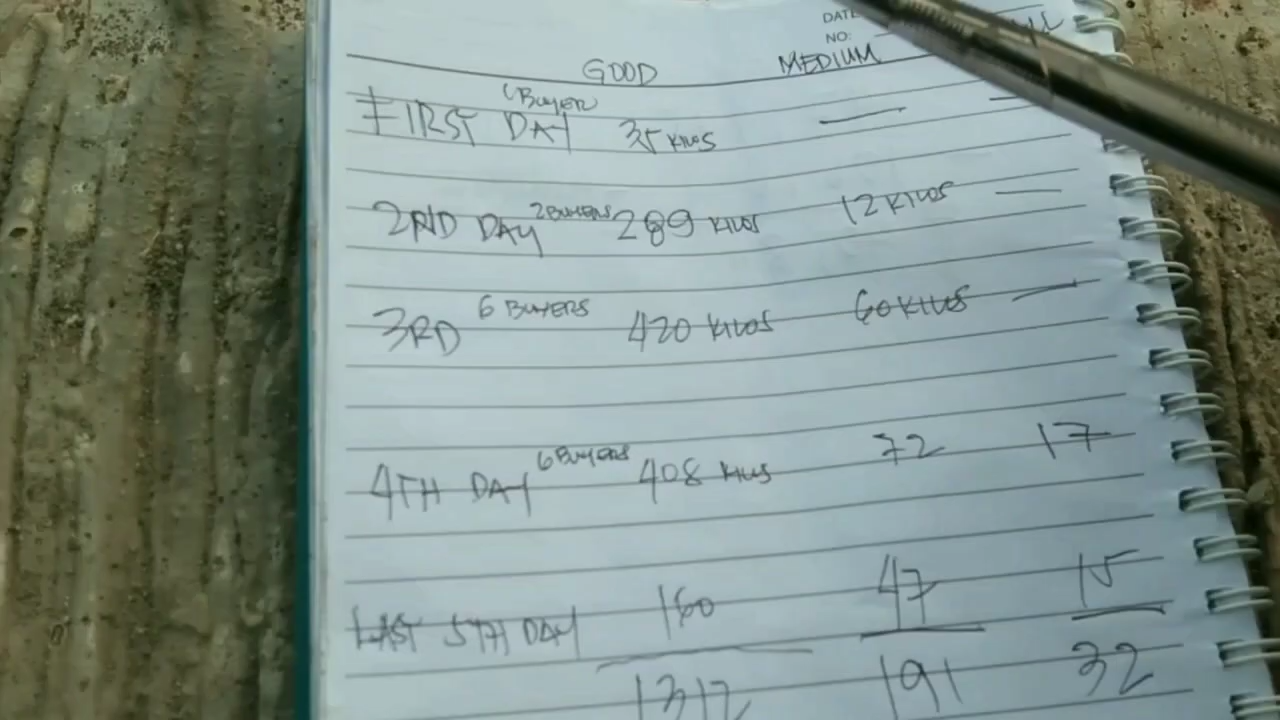 DATE
NO:
GOOD MEDIUM
1 BUYER
FIRST DAY 35 KILOS — —
2 BUYERS
2ND DAY 289 KILOS 12 KILOS —
6 BUYERS
3RD 420 KILOS 60 KILOS —
6 BUYERS
4TH DAY 408 KILOS 72 17
LAST 5TH DAY 160 47 15
1312 191 32